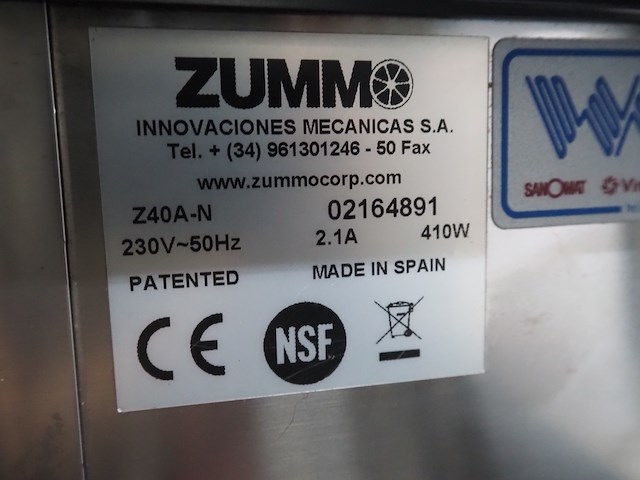 ZUMMO
INNOVACIONES MECANICAS S.A.
Tel. + (34) 961301246 - 50 Fax
www.zummocorp.com
Z40A-N 02164891
230V~50Hz 2.1A 410W
PATENTED MADE IN SPAIN
CE NSF
SANOMAT